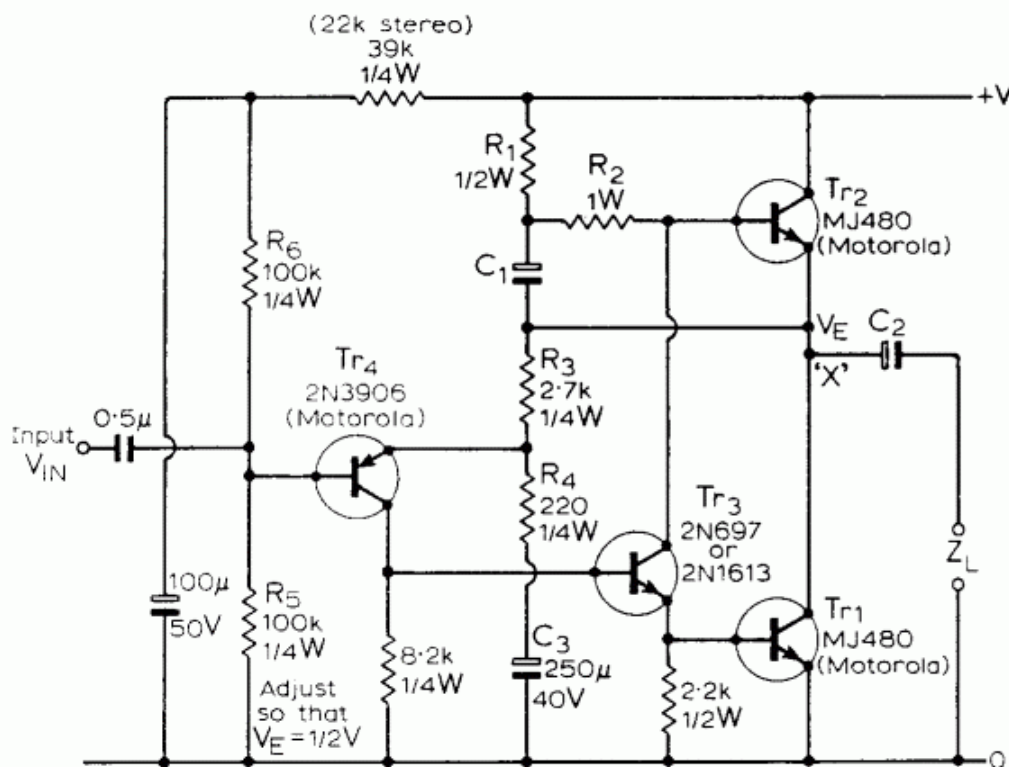 (22k stereo)
39k
1/4W
+V
R1
1/2W
R2
1W
Tr2
MJ480
(Motorola)
R6
100k
1/4W
C1
VE
C2
'X'
Tr4
2N3906
(Motorola)
R3
2·7k
1/4W
0·5μ
Input
VIN
R4
220
1/4W
Tr3
2N697
or
2N1613
ZL
100μ
50V
R5
100k
1/4W
8·2k
1/4W
C3
250μ
40V
Tr1
MJ480
(Motorola)
2·2k
1/2W
Adjust
so that
VE=1/2V
0